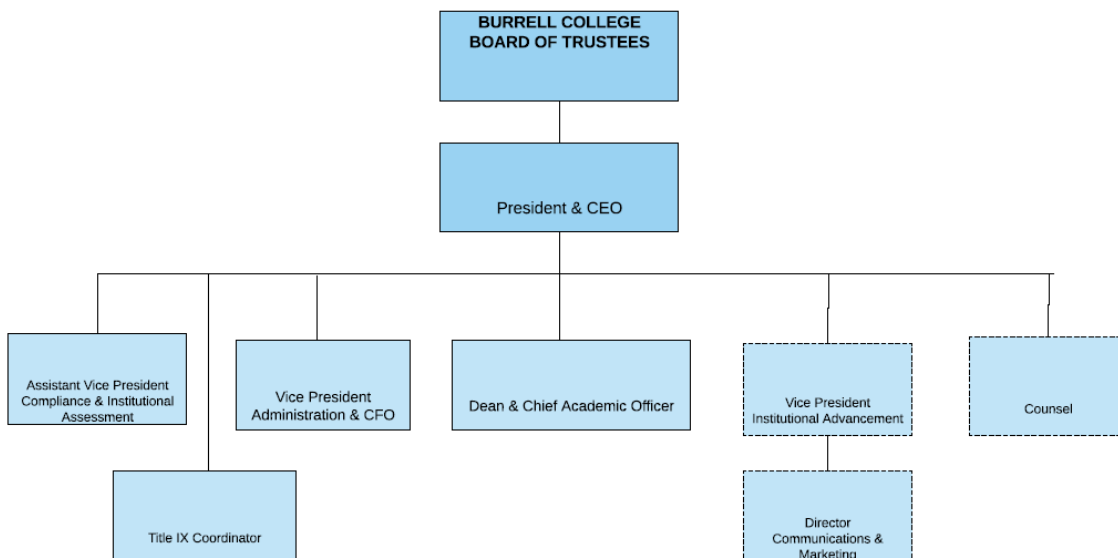 BURRELL COLLEGE
BOARD OF TRUSTEES
President & CEO
Assistant Vice President
Compliance & Institutional
Assessment
Vice President
Administration & CFO
Dean & Chief Academic Officer
Vice President
Institutional Advancement
Counsel
Title IX Coordinator
Director
Communications &
Marketing